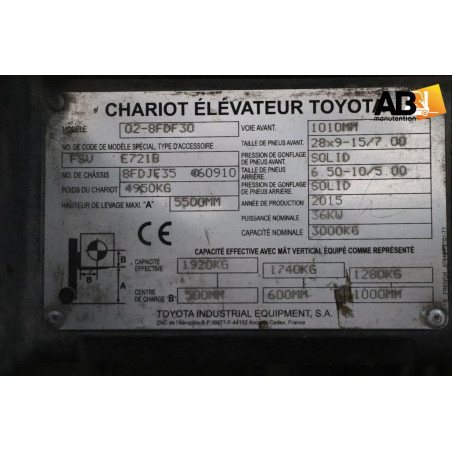 AB
manutention
CHARIOT ÉLÉVATEUR TOYOTA
MODÈLE 02-8FDF30 VOIE AVANT. 1010MM
NO. DE CODE DE MODÈLE SPÉCIAL, TYPE D'ACCESSOIRE TAILLE DE PNEUS AVANT. 28x9-15/7.00
FSV E721B PRESSION DE GONFLAGE DE PNEUS AVANT. SOLID
NO. DE CHÂSSIS 8FDJF35 60910 TAILLE DE PNEUS ARRIÈRE. 6.50-10/5.00
POIDS DU CHARIOT 4950KG PRESSION DE GONFLAGE DE PNEUS ARRIÈRE. SOLID
HAUTEUR DE LEVAGE MAXI. "A" 5500MM ANNÉE DE PRODUCTION 2015
PUISSANCE NOMINALE 36KW
CAPACITÉ NOMINALE 3000KG
CE
CAPACITÉ EFFECTIVE AVEC MÂT VERTICAL ÉQUIPÉ COMME REPRÉSENTÉ
B
CAPACITÉ EFFECTIVE 1920KG 1740KG 1280KG
A
CENTRE DE CHARGE "B" 500MM 600MM 1000MM
TOYOTA INDUSTRIAL EQUIPMENT, S.A.